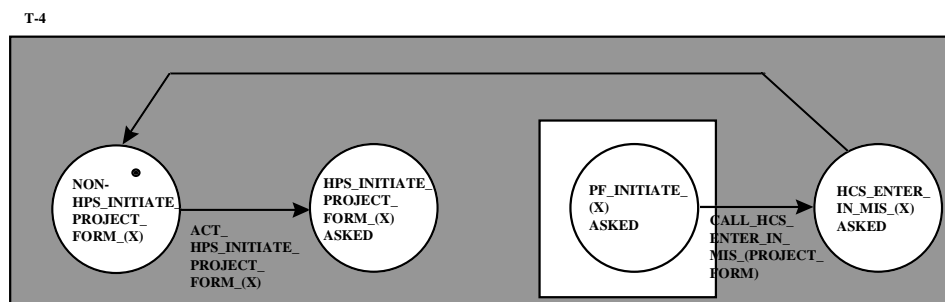 T-4
NON-
HPS_INITIATE_
PROJECT_
FORM_(X)
ACT_
HPS_INITIATE_
PROJECT_
FORM_(X)
HPS_INITIATE_
PROJECT_
FORM_(X)
ASKED
PF_INITIATE_
(X)
ASKED
CALL_HCS_
ENTER_IN_
MIS_(PROJECT_
FORM)
HCS_ENTER_
IN_MIS_(X)
ASKED